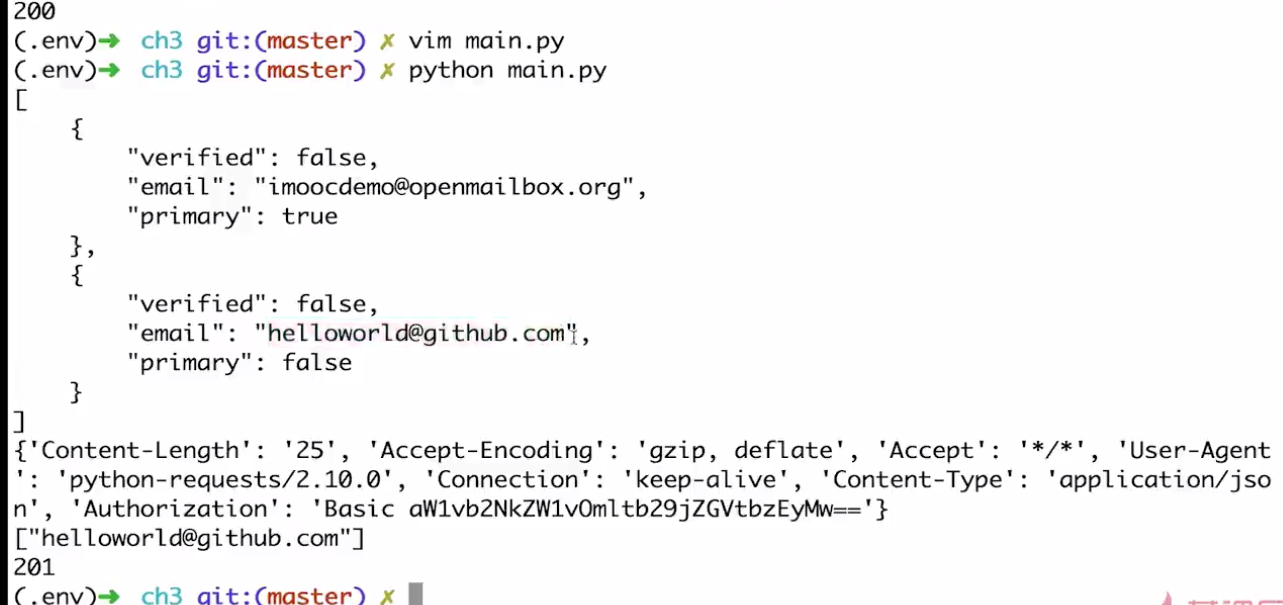 200
(.env)➜  ch3 git:(master) ✗ vim main.py
(.env)➜  ch3 git:(master) ✗ python main.py
[
    {
        "verified": false,
        "email": "imoocdemo@openmailbox.org",
        "primary": true
    },
    {
        "verified": false,
        "email": "helloworld@github.com",
        "primary": false
    }
]
{'Content-Length': '25', 'Accept-Encoding': 'gzip, deflate', 'Accept': '*/*', 'User-Agent
': 'python-requests/2.10.0', 'Connection': 'keep-alive', 'Content-Type': 'application/jso
n', 'Authorization': 'Basic aW1vb2NkZW1vOmltb29jZGVtbzEyMw=='}
["helloworld@github.com"]
201
(.env)➜  ch3 git:(master) ✗